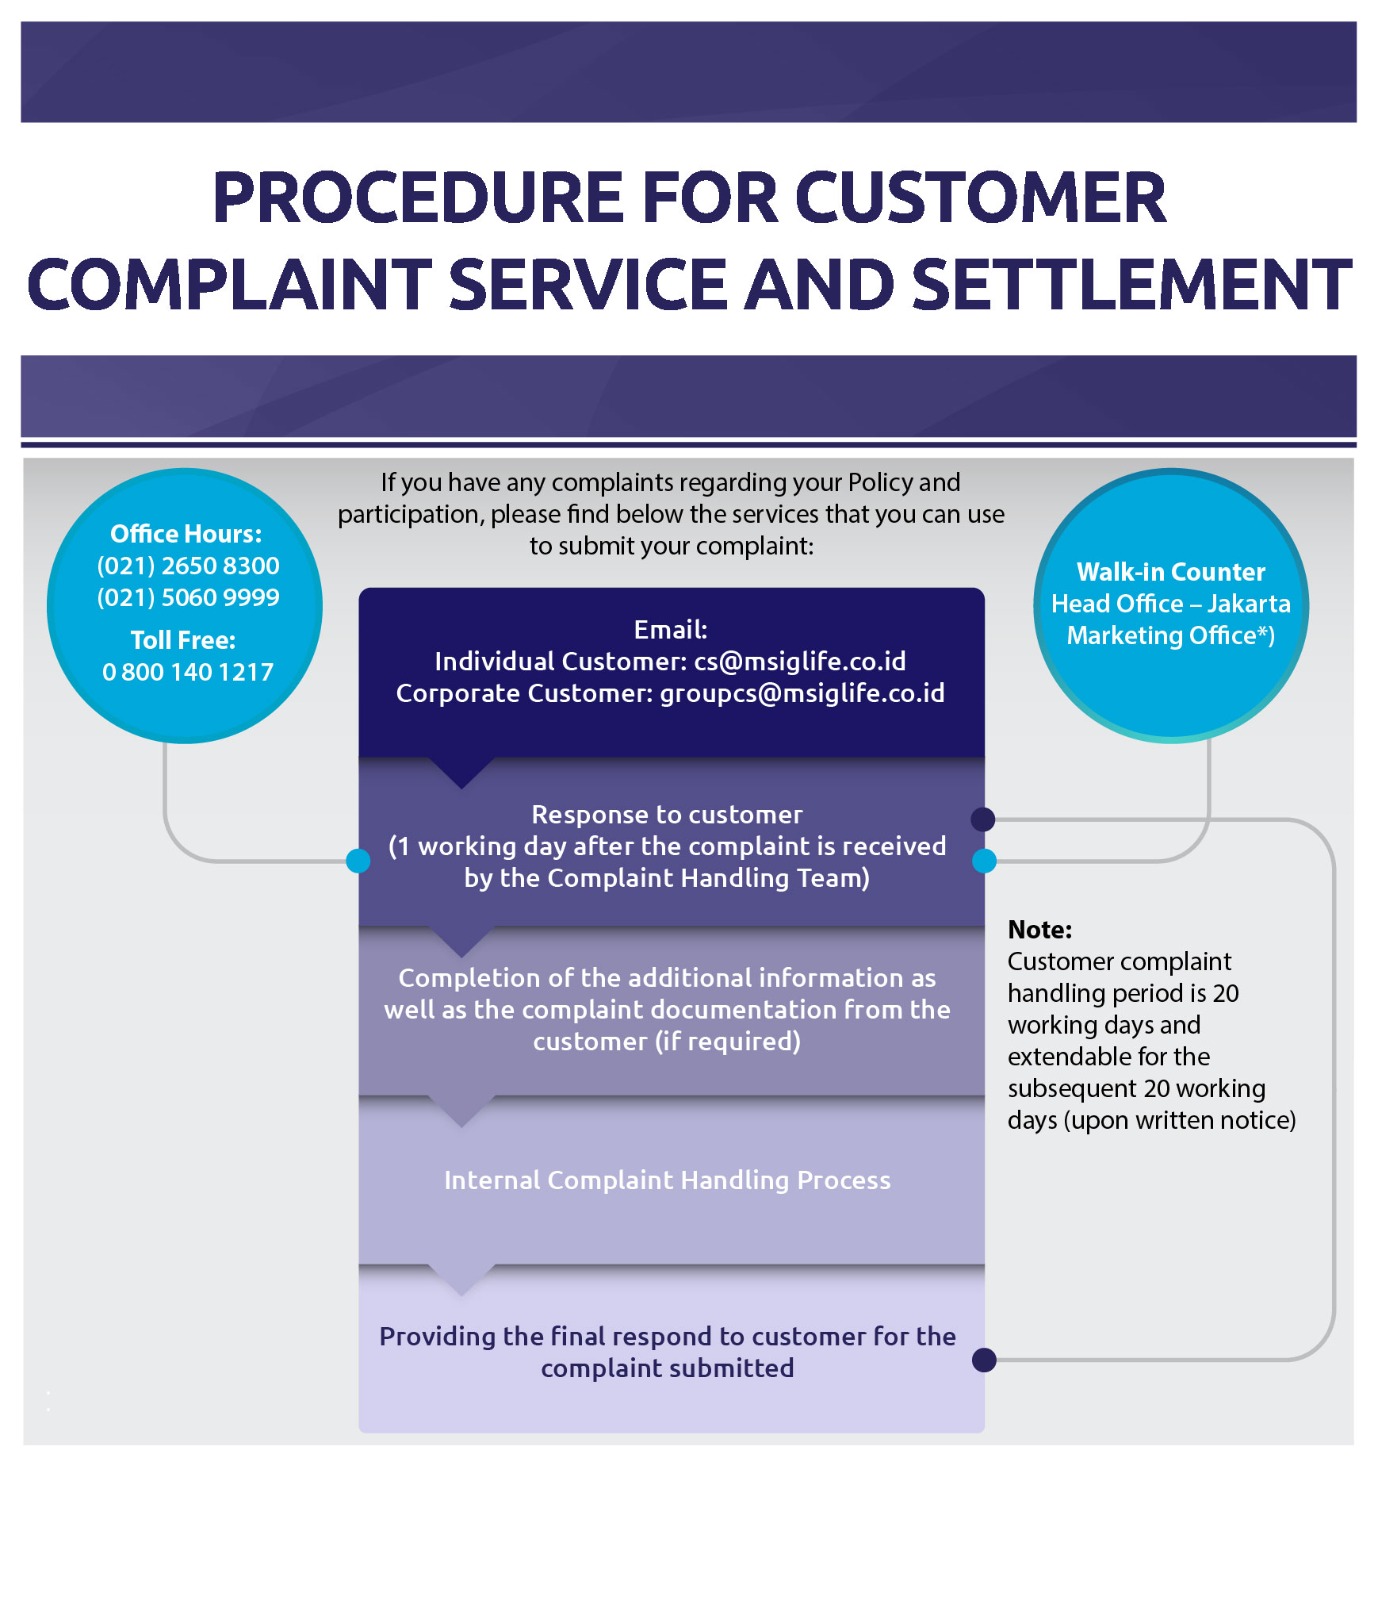 PROCEDURE FOR CUSTOMER
COMPLAINT SERVICE AND SETTLEMENT
If you have any complaints regarding your Policy and
participation, please find below the services that you can use
to submit your complaint:
Office Hours:
(021) 2650 8300
(021) 5060 9999
Toll Free:
0 800 140 1217
Walk-in Counter
Head Office – Jakarta
Marketing Office*)
Email:
Individual Customer: cs@msiglife.co.id
Corporate Customer: groupcs@msiglife.co.id
Response to customer
(1 working day after the complaint is received
by the Complaint Handling Team)
Completion of the additional information as
well as the complaint documentation from the
customer (if required)
Internal Complaint Handling Process
Providing the final respond to customer for the
complaint submitted
Note:
Customer complaint
handling period is 20
working days and
extendable for the
subsequent 20 working
days (upon written notice)